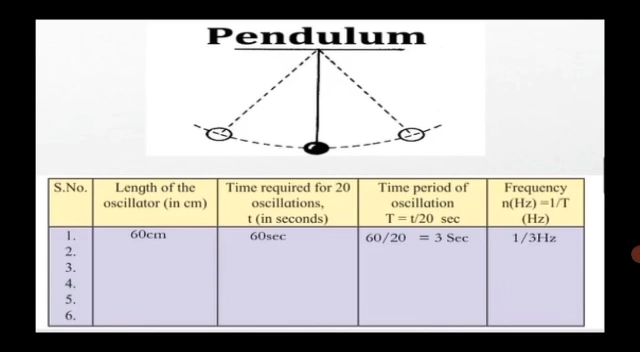 Pendulum
S.No.
Length of the
oscillator (in cm)
Time required for 20
oscillations,
t (in seconds)
Time period of
oscillation
T = t/20 sec
Frequency
n(Hz) =1/T
(Hz)
1.
60cm
60sec
60/20 = 3 Sec
1/3Hz
2.
3.
4.
5.
6.